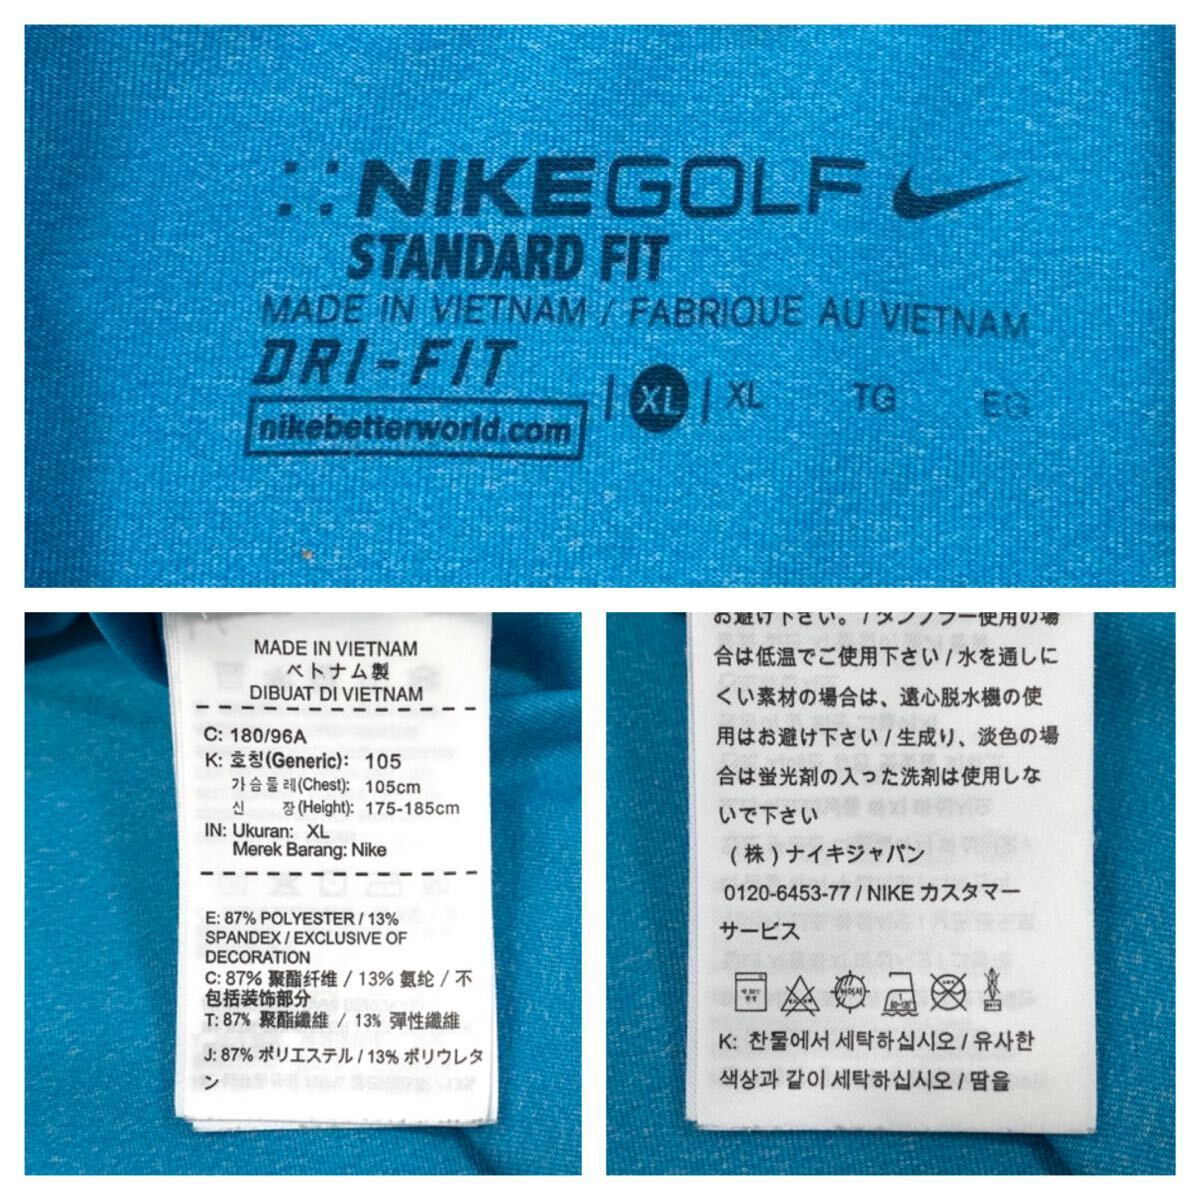 NIKEGOLF
STANDARD FIT
MADE IN VIETNAM / FABRIQUE AU VIETNAM
DRI-FIT
XL XL TG EG
nikebetterworld.com
MADE IN VIETNAM
ベトナム製
DIBUAT DI VIETNAM
C: 180/96A
K: 호칭(Generic): 105
가슴둘레(Chest): 105cm
신 장(Height): 175-185cm
IN: Ukuran: XL
Merek Barang: Nike
E: 87% POLYESTER / 13%
SPANDEX / EXCLUSIVE OF
DECORATION
C: 87% 聚酯纤维 / 13% 氨纶 / 不
包括装饰部分
T: 87% 聚酯纖維 / 13% 彈性纖維
J: 87% ポリエステル / 13% ポリウレタ
ン
お避け下さい。/ タンブラー使用の場
合は低温でご使用下さい / 水を通しに
くい素材の場合は、遠心脱水機の使
用はお避け下さい / 生成り、淡色の場
合は蛍光剤の入った洗剤は使用しな
いで下さい
（株）ナイキジャパン
0120-6453-77 / NIKE カスタマー
サービス
K: 찬물에서 세탁하십시오 / 유사한
색상과 같이 세탁하십시오 / 땀을